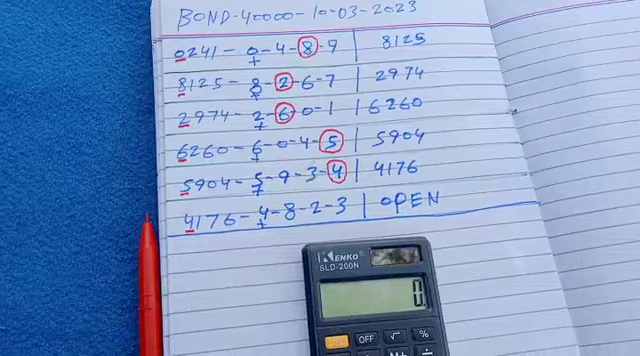 BOND-40000-10-03-2023
0241-0-4-8-9 | 8125
8125-8-2-6-7 | 2974
2974-2-6-0-1 | 6260
6260-6-0-4-5 | 5904
5904-5-9-3-4 | 4176
4176-4-8-2-3 | OPEN
KENKO
SLD-200N
0.
OFF √ %
M+ ÷